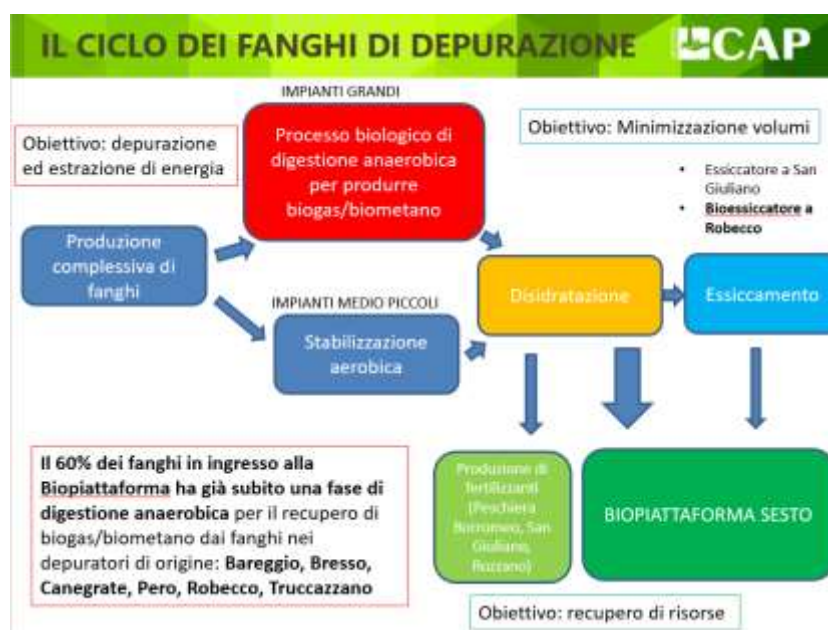 IL CICLO DEI FANGHI DI DEPURAZIONE
CAP
IMPIANTI GRANDI
Obiettivo: depurazione
ed estrazione di energia
Processo biologico di
digestione anaerobica
per produrre
biogas/biometano
Obiettivo: Minimizzazione volumi
• Essiccatore a San
Giuliano
• Bioessiccatore a
Robecco
Produzione
complessiva di
fanghi
IMPIANTI MEDIO PICCOLI
Stabilizzazione
aerobica
Disidratazione
Essiccamento
Il 60% dei fanghi in ingresso alla
Biopiattaforma ha già subito una fase di
digestione anaerobica per il recupero di
biogas/biometano dai fanghi nei
depuratori di origine: Bareggio, Bresso,
Canegrate, Pero, Robecco, Truccazzano
Produzione di
fertilizzanti
(Peschiera
Borromeo, San
Giuliano,
Rozzano)
BIOPIATTAFORMA SESTO
Obiettivo: recupero di risorse